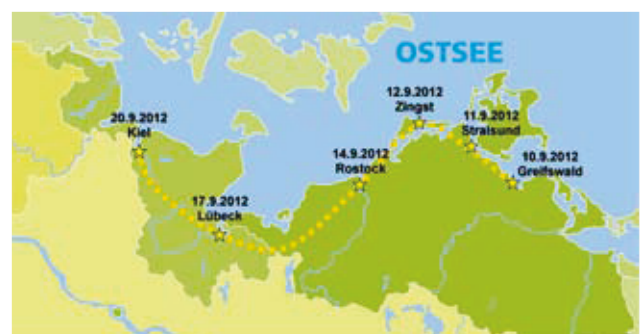 OSTSEE
12.9.2012
Zingst
11.9.2012
Stralsund
20.9.2012
Kiel
14.9.2012
Rostock
10.9.2012
Greifswald
17.9.2012
Lübeck